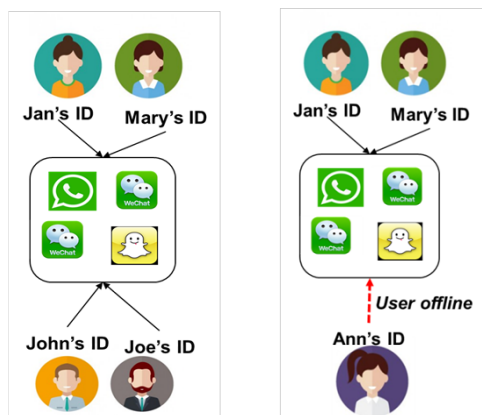 Jan's ID
Mary's ID
WeChat
WeChat
John's ID
Joe's ID
Jan's ID
Mary's ID
WeChat
WeChat
User offline
Ann's ID